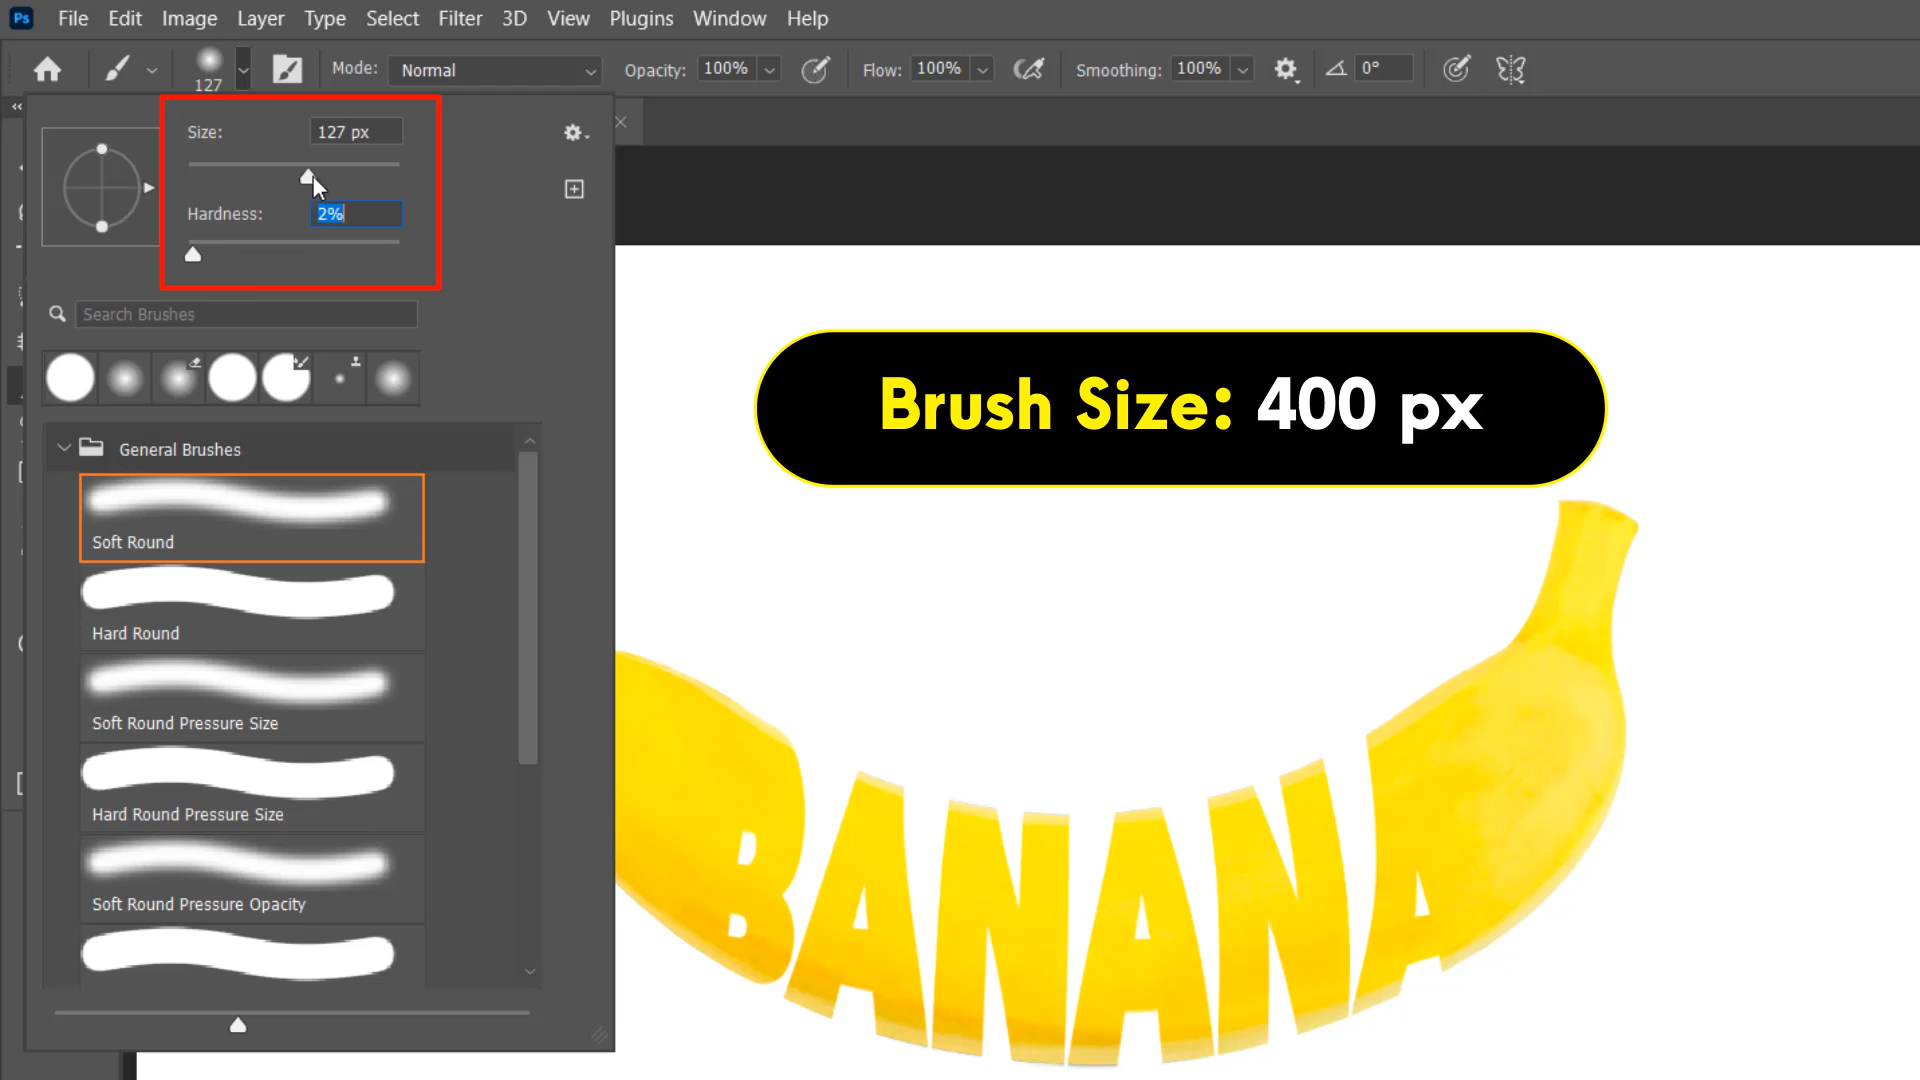 Ps File Edit Image Layer Type Select Filter 3D View Plugins Window Help
127 Mode: Normal Opacity: 100% Flow: 100% Smoothing: 100% 0°
Size: 127 px
Hardness: 2%
Search Brushes
General Brushes
Soft Round
Hard Round
Soft Round Pressure Size
Hard Round Pressure Size
Soft Round Pressure Opacity
Brush Size: 400 px
BANANA